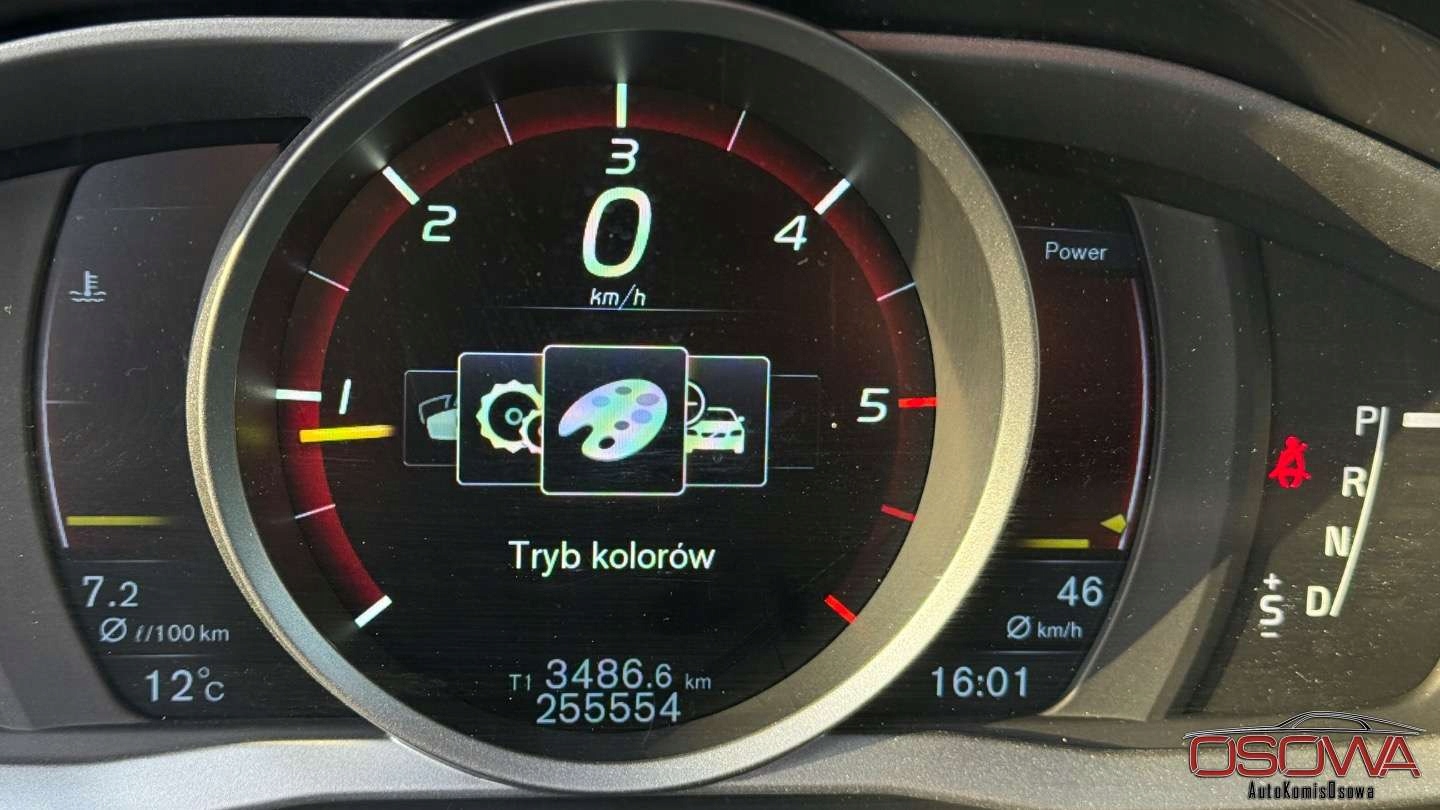 3
2
4
0
km/h
Power
1
5
P
R
N
D
+
S
-
Tryb kolorów
7.2
Ø ℓ/100 km
12°C
46
Ø km/h
T1 3486.6 km
255554
16:01
OSOWA
AutoKomisOsowa